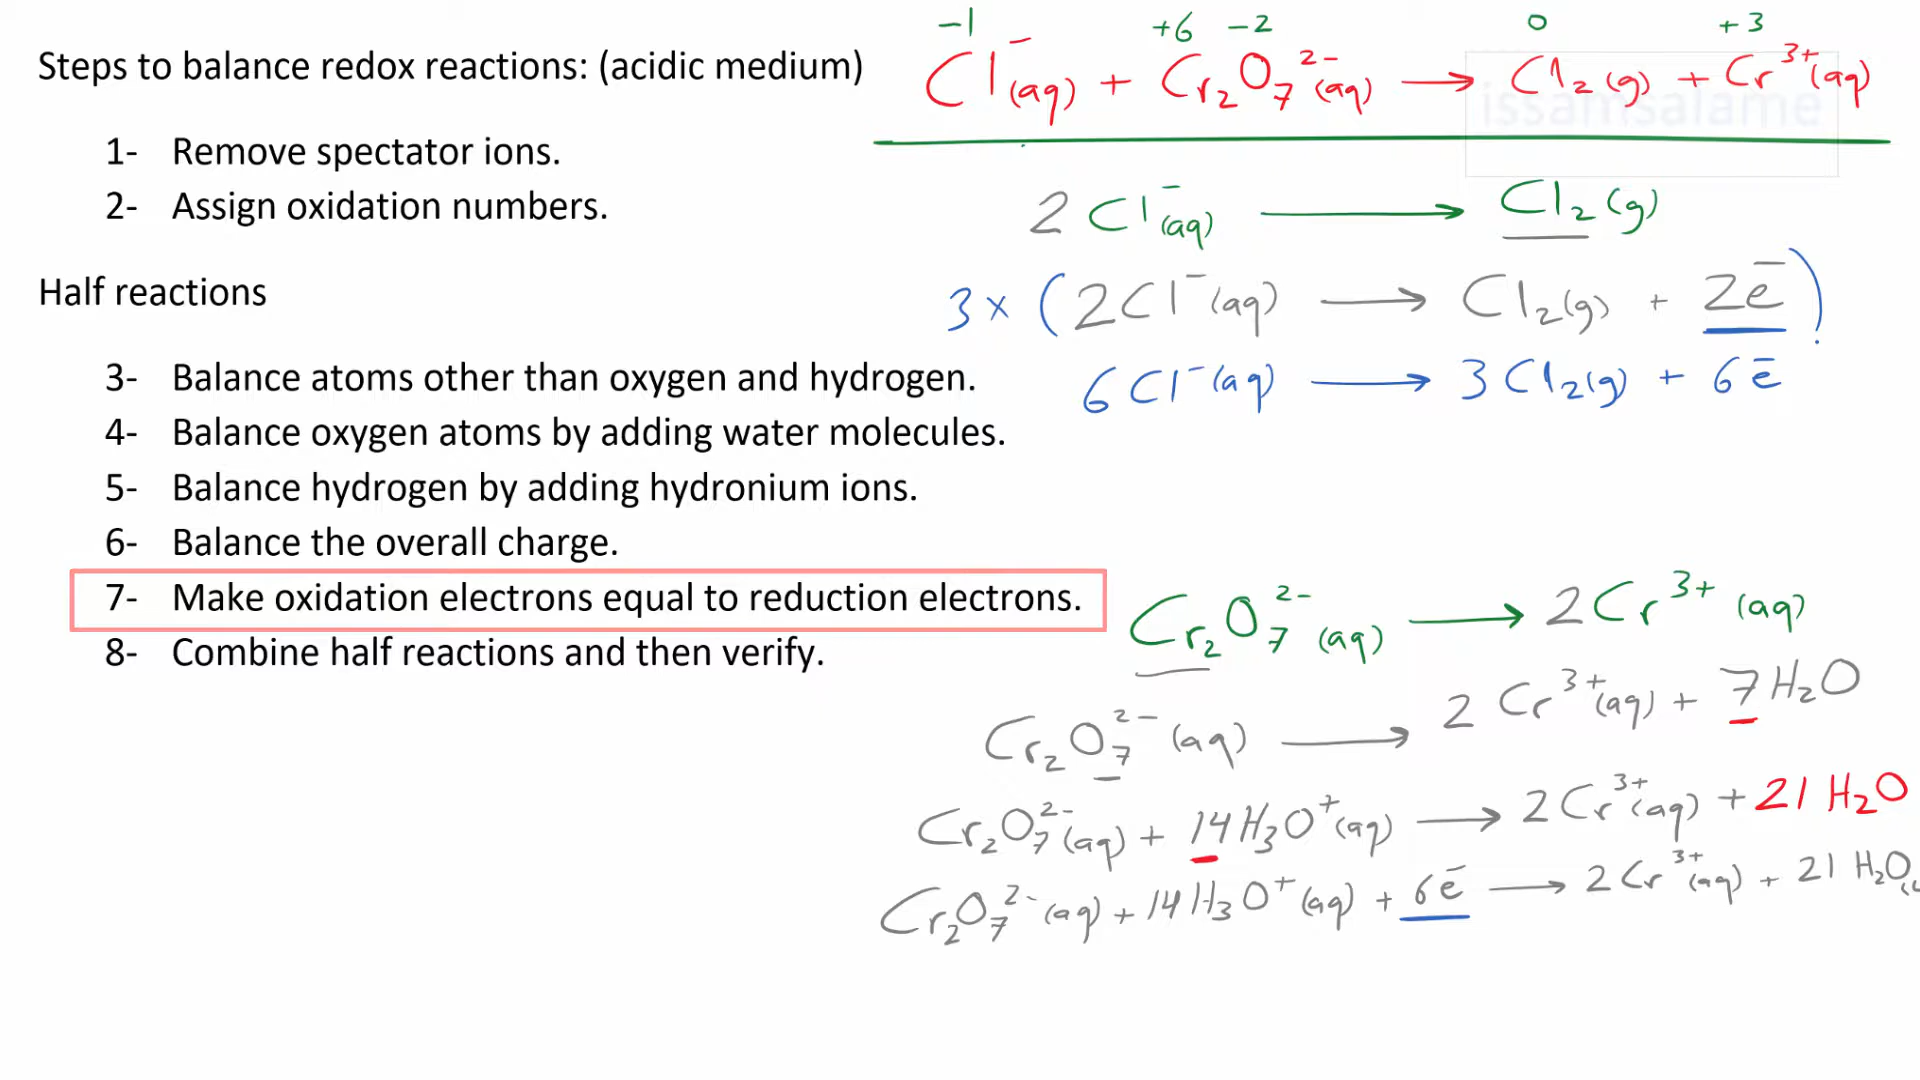 Steps to balance redox reactions: (acidic medium)
1- Remove spectator ions.
2- Assign oxidation numbers.
Half reactions
3- Balance atoms other than oxygen and hydrogen.
4- Balance oxygen atoms by adding water molecules.
5- Balance hydrogen by adding hydronium ions.
6- Balance the overall charge.
7- Make oxidation electrons equal to reduction electrons.
8- Combine half reactions and then verify.
-1 +6 -2 0 +3
Cl⁻(aq) + Cr₂O₇²⁻(aq) → Cl₂(g) + Cr³⁺(aq)
issamsalame
2 Cl⁻(aq) → Cl₂(g)
3 × (2Cl⁻(aq) → Cl₂(g) + 2e⁻)
6Cl⁻(aq) → 3Cl₂(g) + 6e⁻
Cr₂O₇²⁻(aq) → 2Cr³⁺(aq)
Cr₂O₇²⁻(aq) → 2Cr³⁺(aq) + 7H₂O
Cr₂O₇²⁻(aq) + 14H₃O⁺(aq) → 2Cr³⁺(aq) + 21H₂O
Cr₂O₇²⁻(aq) + 14H₃O⁺(aq) + 6e⁻ → 2Cr³⁺(aq) + 21H₂O